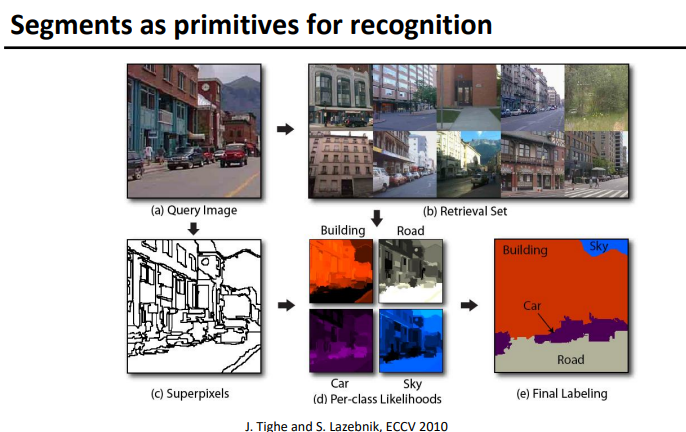 Segments as primitives for recognition
(a) Query Image
(b) Retrieval Set
Building
Road
Building
Sky
Car
Road
Car
Sky
(c) Superpixels
(d) Per-class Likelihoods
(e) Final Labeling
J. Tighe and S. Lazebnik, ECCV 2010